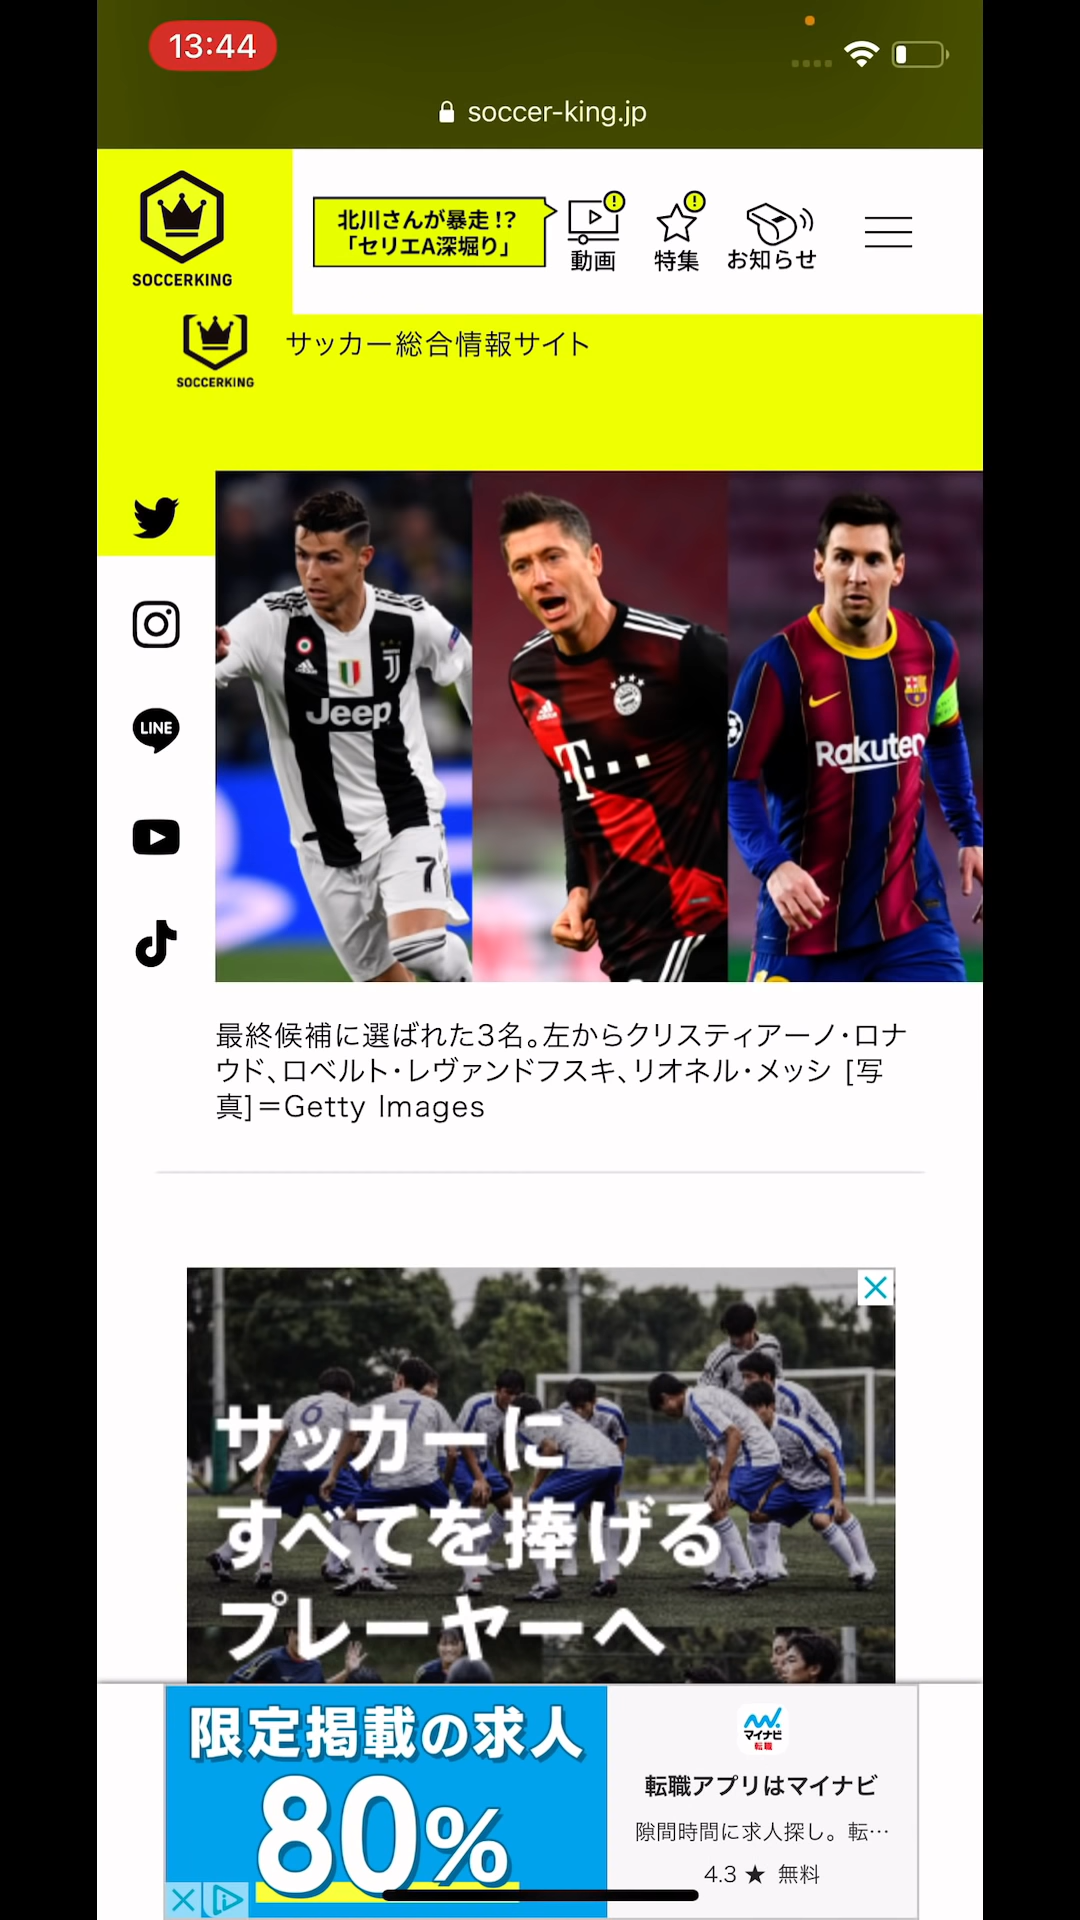 13:44
soccer-king.jp
SOCCERKING
北川さんが暴走!?
「セリエA深堀り」
動画
特集
お知らせ
SOCCERKING
サッカー総合情報サイト
LINE
Jeep
7
T
Rakuten
最終候補に選ばれた3名。左からクリスティアーノ・ロナ
ウド、ロベルト・レヴァンドフスキ、リオネル・メッシ [写
真]=Getty Images
6
7
サッカーに
すべてを捧げる
プレーヤーへ
限定掲載の求人
80%
マイナビ
転職
転職アプリはマイナビ
隙間時間に求人探し。転…
4.3 ★ 無料